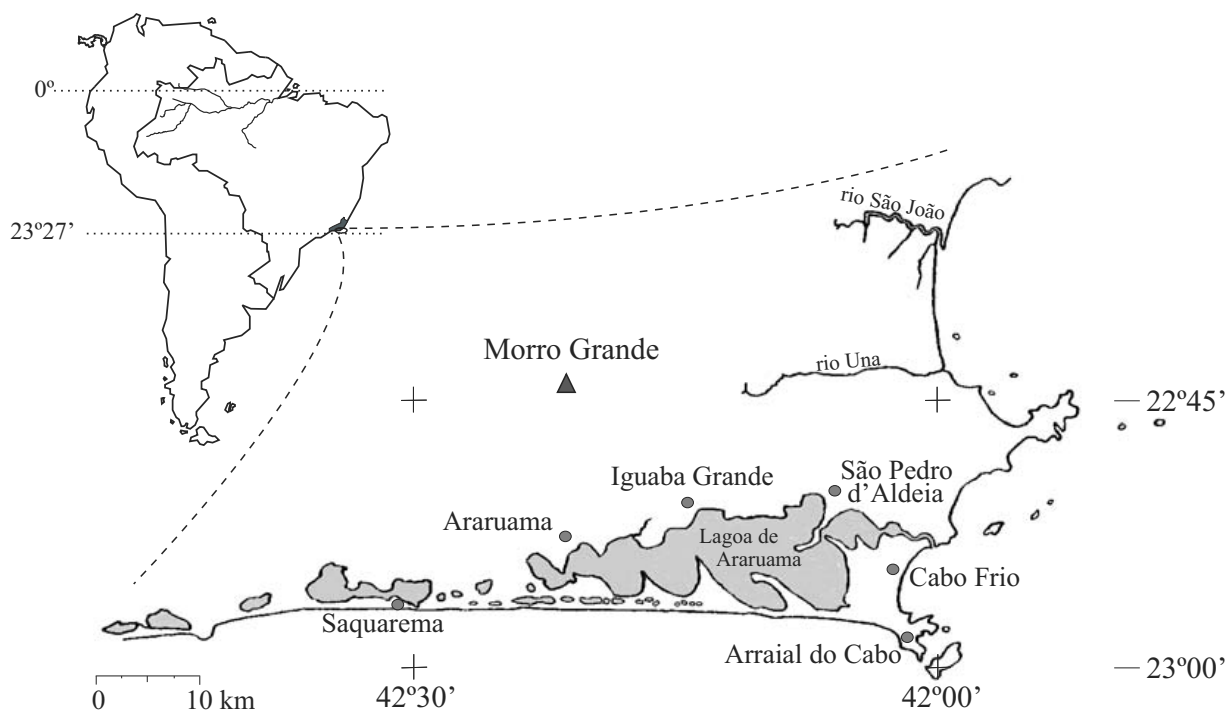 0º
23º27’
rio São João
Morro Grande
rio Una
22º45’
São Pedro
d’Aldeia
Iguaba Grande
Araruama
Lagoa de
Araruama
Cabo Frio
Saquarema
Arraial do Cabo
23º00’
0 10 km
42º30’
42º00’